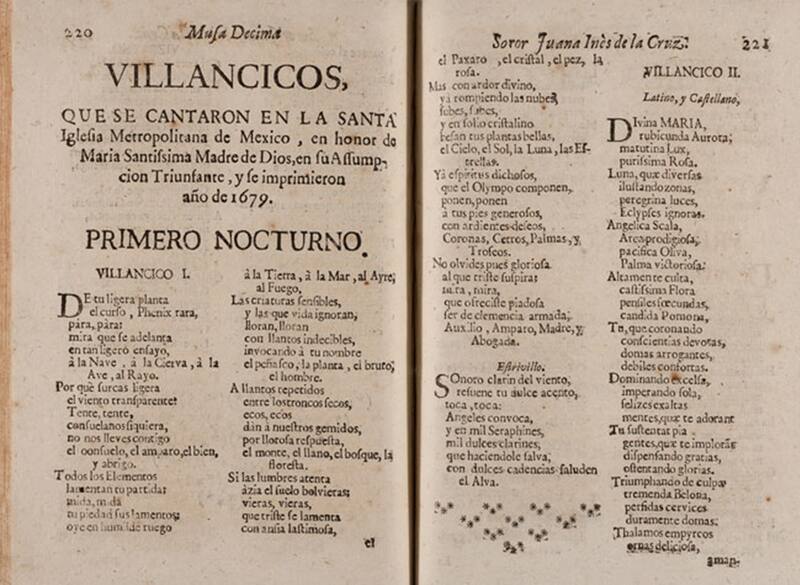 220
Musa Decima
VILLANCICOS,
QUE SE CANTARON EN LA SANTA
Iglesia Metropolitana de Mexico, en honor de
Maria Santissima Madre de Dios, en su Assump-
cion Triunfante, y se imprimieron
año de 1679.
PRIMERO NOCTURNO.
VILLANCICO I.
DE tu ligera planta
el curso, Phenix rara,
pàra, pàra:
mira que se adelanta
en tan ligero ensayo,
à la Nave, à la Cierva, à la
Ave, al Rayo.
Por què surcas ligera
el viento transparente?
Tente, tente,
consuelanos siquiera,
no nos lleves contigo
el consuelo, el amparo, el bien,
y abrigo.
Todos los Elementos
lamentan tu partida:
mida, mida
tu piedad sus lamentos;
oye en humilde ruego
à la Tierra, à la Mar, al Ayre,
al Fuego,
Las criaturas sensibles,
y las que vida ignoran,
lloran, lloran
con llantos indecibles,
invocando à tu nombre
el peñasco, la planta, el bruto,
el hombre.
A llantos repetidos
entre los troncos secos,
ecos, ecos
dàn à nuestros gemidos,
por llorosa respuesta,
el monte, el llano, el bosque, la
floresta.
Si las lumbres atenta
àzia el suelo bolvieras;
vieras, vieras,
que triste se lamenta
con ansia lastimosa,
el
Soror Juana Inès de la Cruz.
221
el Paxaro, el cristal, el pez, la
rosa.
Mas con ardor divino,
yà rompiendo las nubes,
subes, subes,
y en solio cristalino
besan tus plantas bellas,
el Cielo, el Sol, la Luna, las Es-
trellas.
Yà espiritus dichosos,
que el Olympo componen,
ponen, ponen
à tus pies generosos,
con ardientes deseos,
Coronas, Cetros, Palmas, y
Trofeos.
No olvides pues gloriosa
al que triste suspira:
mira, mira,
que ofreciste piadosa
ser de clemencia armada,
Auxilio, Amparo, Madre, y
Abogada.
Estrivillo.
SOnoro clarin del viento,
resuene tu dulce acento,
toca, toca:
Angeles convoca,
y en mil Seraphines,
mil dulces clarines,
que haciendole salva,
con dulces cadencias saluden
el Alva.
VILLANCICO II.
Latino, y Castellano,
DIvina MARIA,
rubicunda Aurora;
matutina Lux,
purissima Rosa.
Luna, quæ diversas
ilustando zonas,
peregrina luces,
Eclypses ignoras.
Angelica Scala,
Arca prodigiosa,
pacifica Oliva,
Palma victoriosa:
Altamente culta,
castissima Flora
pensiles fœcundas,
candida Pomona,
Tu, que coronando
conscientias devotas,
domas arrogantes,
debiles confortas.
Dominando excelsa,
imperando sola,
felizes exaltas
mentes, quæ te adoran:
Tu sustentas pia
gentes, quæ te imploran:
dispensando gratias,
ostentando glorias.
Triumphando de culpa,
tremenda Belona,
perfidas cervices
duramente domas:
Thalamos empyreos
ornas deliciosa,
aman-